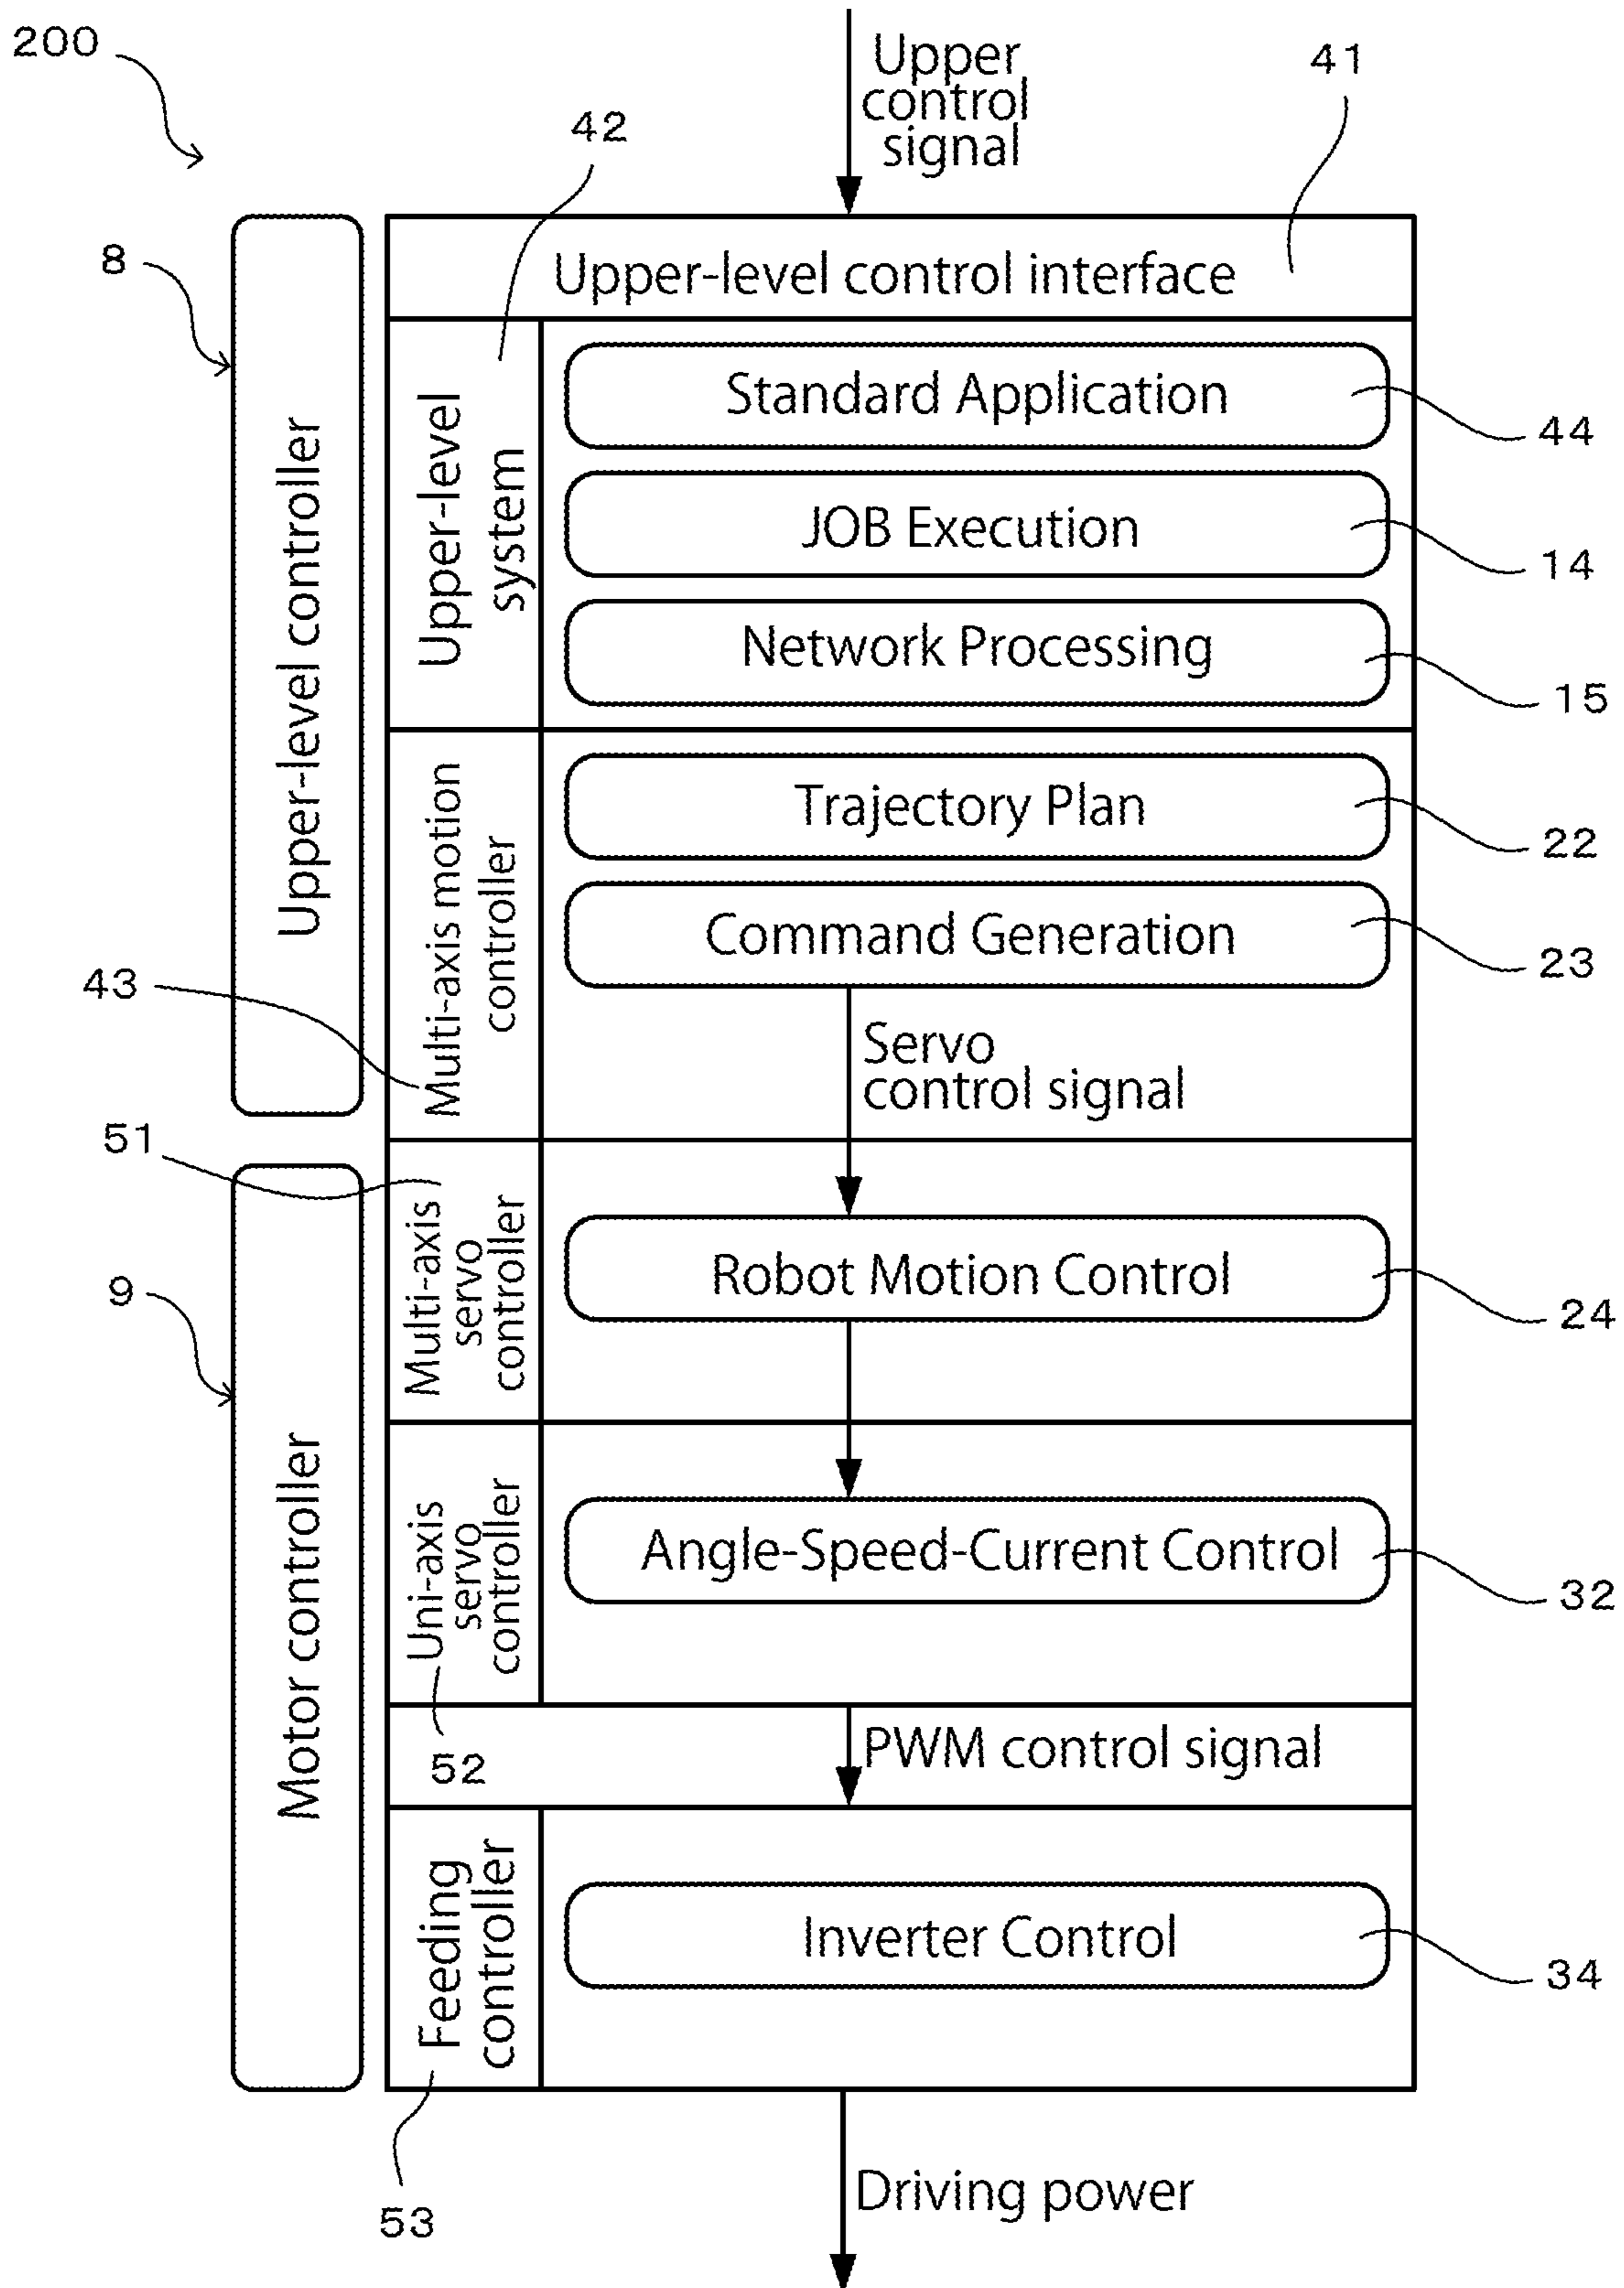 200
Upper
control
signal
41
42
8
Upper-level control interface
Upper-level controller
Upper-level
system
Standard Application
44
JOB Execution
14
Network Processing
15
Multi-axis motion
controller
Trajectory Plan
22
Command Generation
23
43
Servo
control signal
51
Motor controller
Multi-axis
servo
controller
Robot Motion Control
24
9
Uni-axis
servo
controller
Angle-Speed-Current Control
32
52
PWM control signal
Feeding
controller
Inverter Control
34
53
Driving power